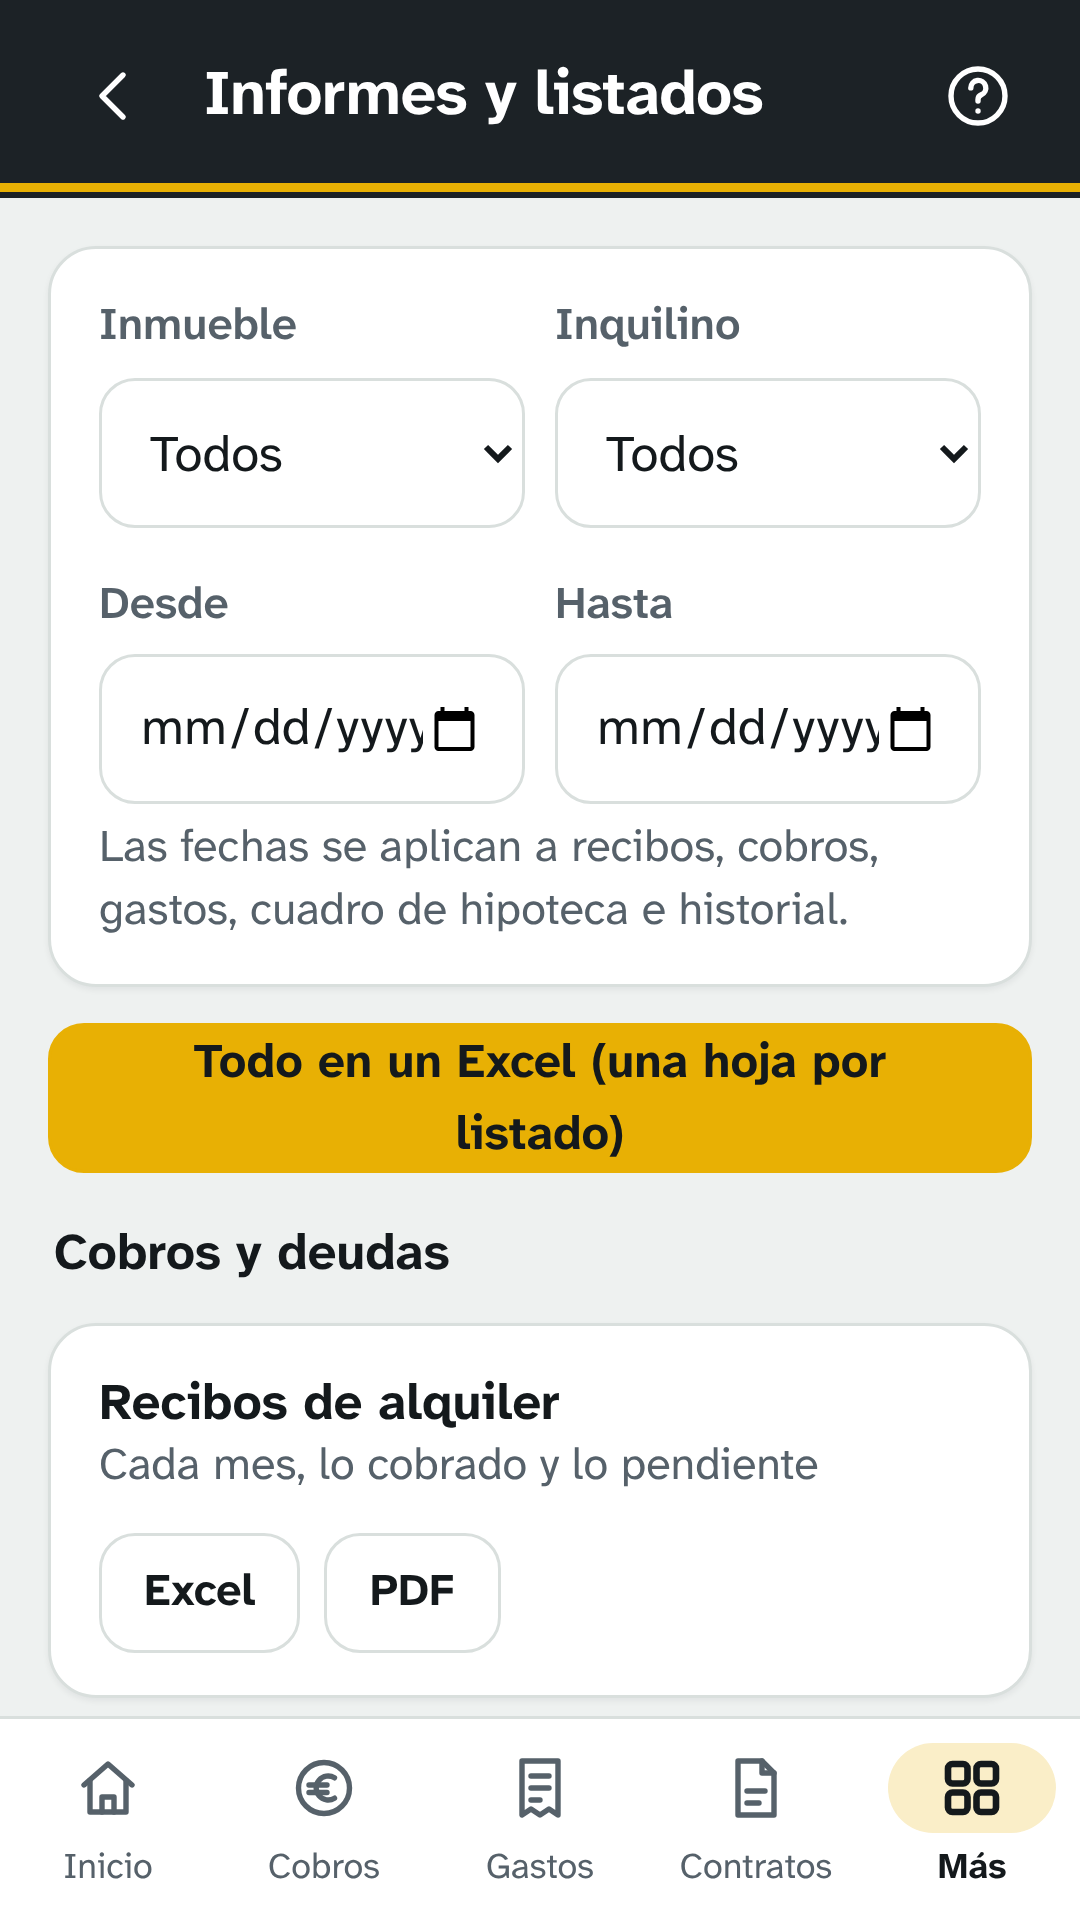 Informes y listados
Inmueble
Inquilino
Todos
Todos
Desde
Hasta
mm/dd/yyyy
mm/dd/yyyy
Las fechas se aplican a recibos, cobros,
gastos, cuadro de hipoteca e historial.
Todo en un Excel (una hoja por
listado)
Cobros y deudas
Recibos de alquiler
Cada mes, lo cobrado y lo pendiente
Excel
PDF
Inicio
Cobros
Gastos
Contratos
Más